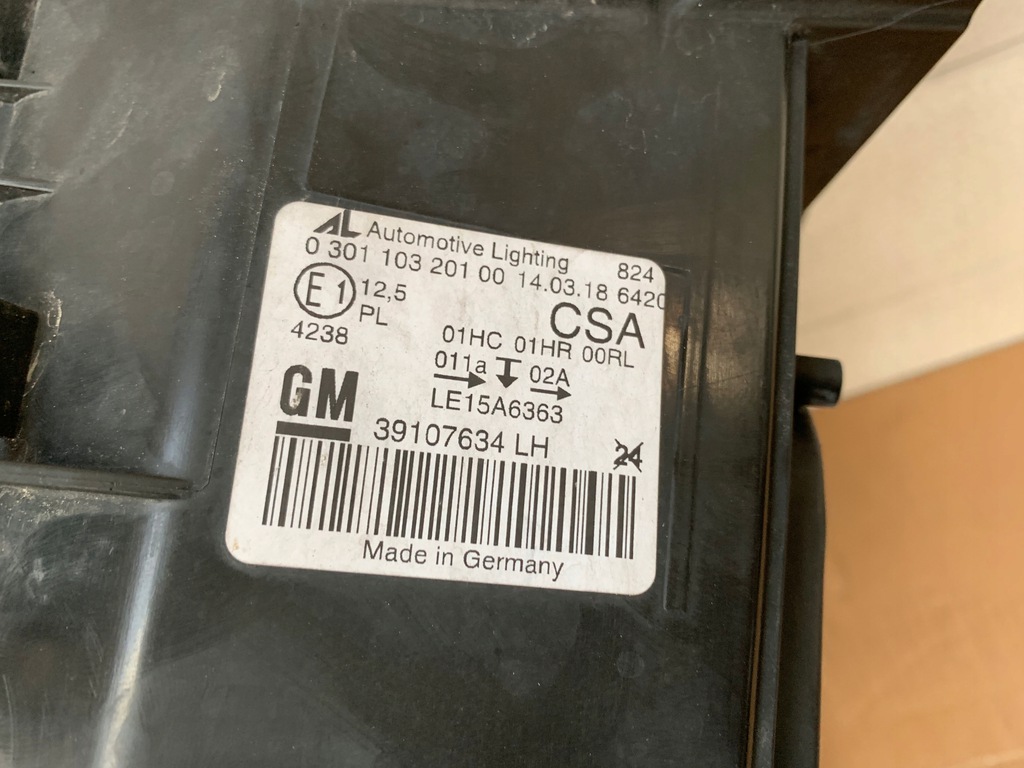 AL Automotive Lighting 824
0 301 103 201 00 14.03.18 6420
E1 12,5
PL CSA
4238 01HC 01HR 00RL
011a 02A
LE15A6363
GM 39107634 LH 24
Made in Germany